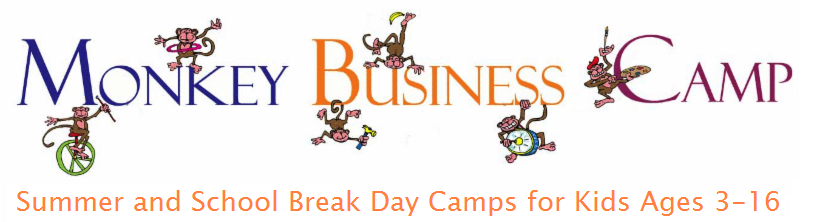 Monkey Business Camp
Summer and School Break Day Camps for Kids Ages 3-16